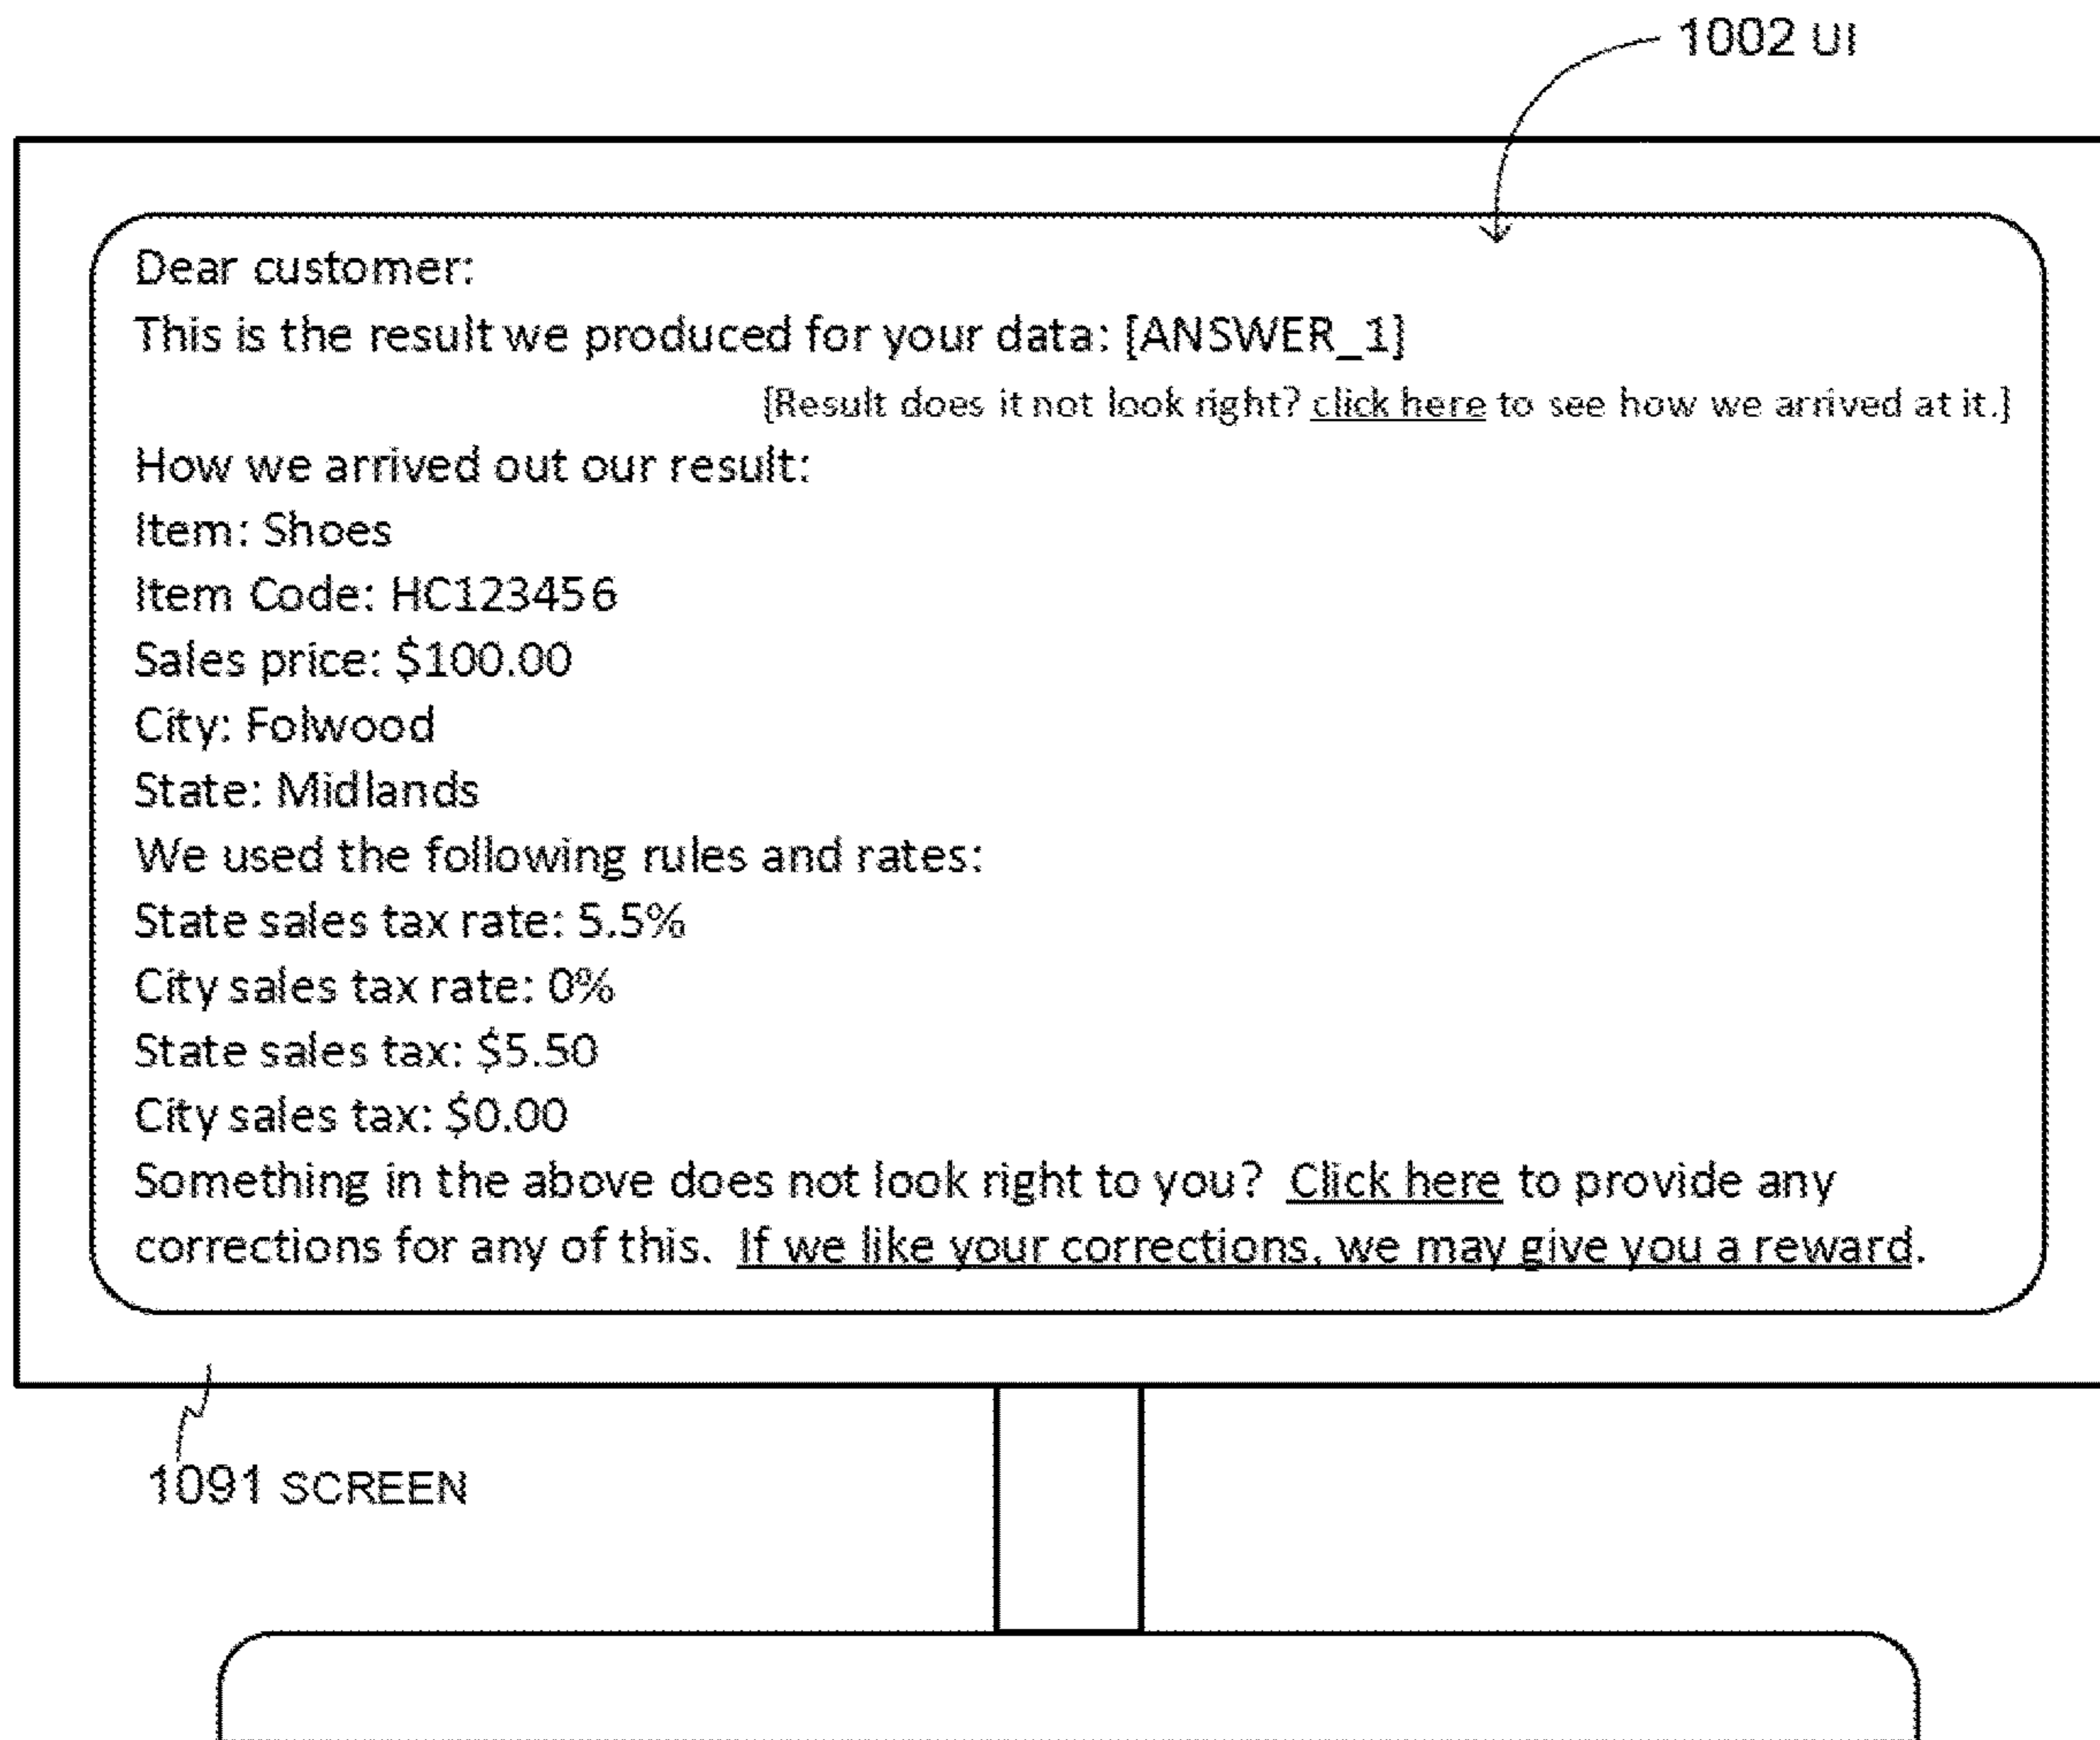 1002 UI
Dear customer:
This is the result we produced for your data: [ANSWER_1]
[Result does it not look right? click here to see how we arrived at it.]
How we arrived out our result:
Item: Shoes
Item Code: HC123456
Sales price: $100.00
City: Folwood
State: Midlands
We used the following rules and rates:
State sales tax rate: 5.5%
City sales tax rate: 0%
State sales tax: $5.50
City sales tax: $0.00
Something in the above does not look right to you? Click here to provide any
corrections for any of this. If we like your corrections, we may give you a reward.
1091 SCREEN